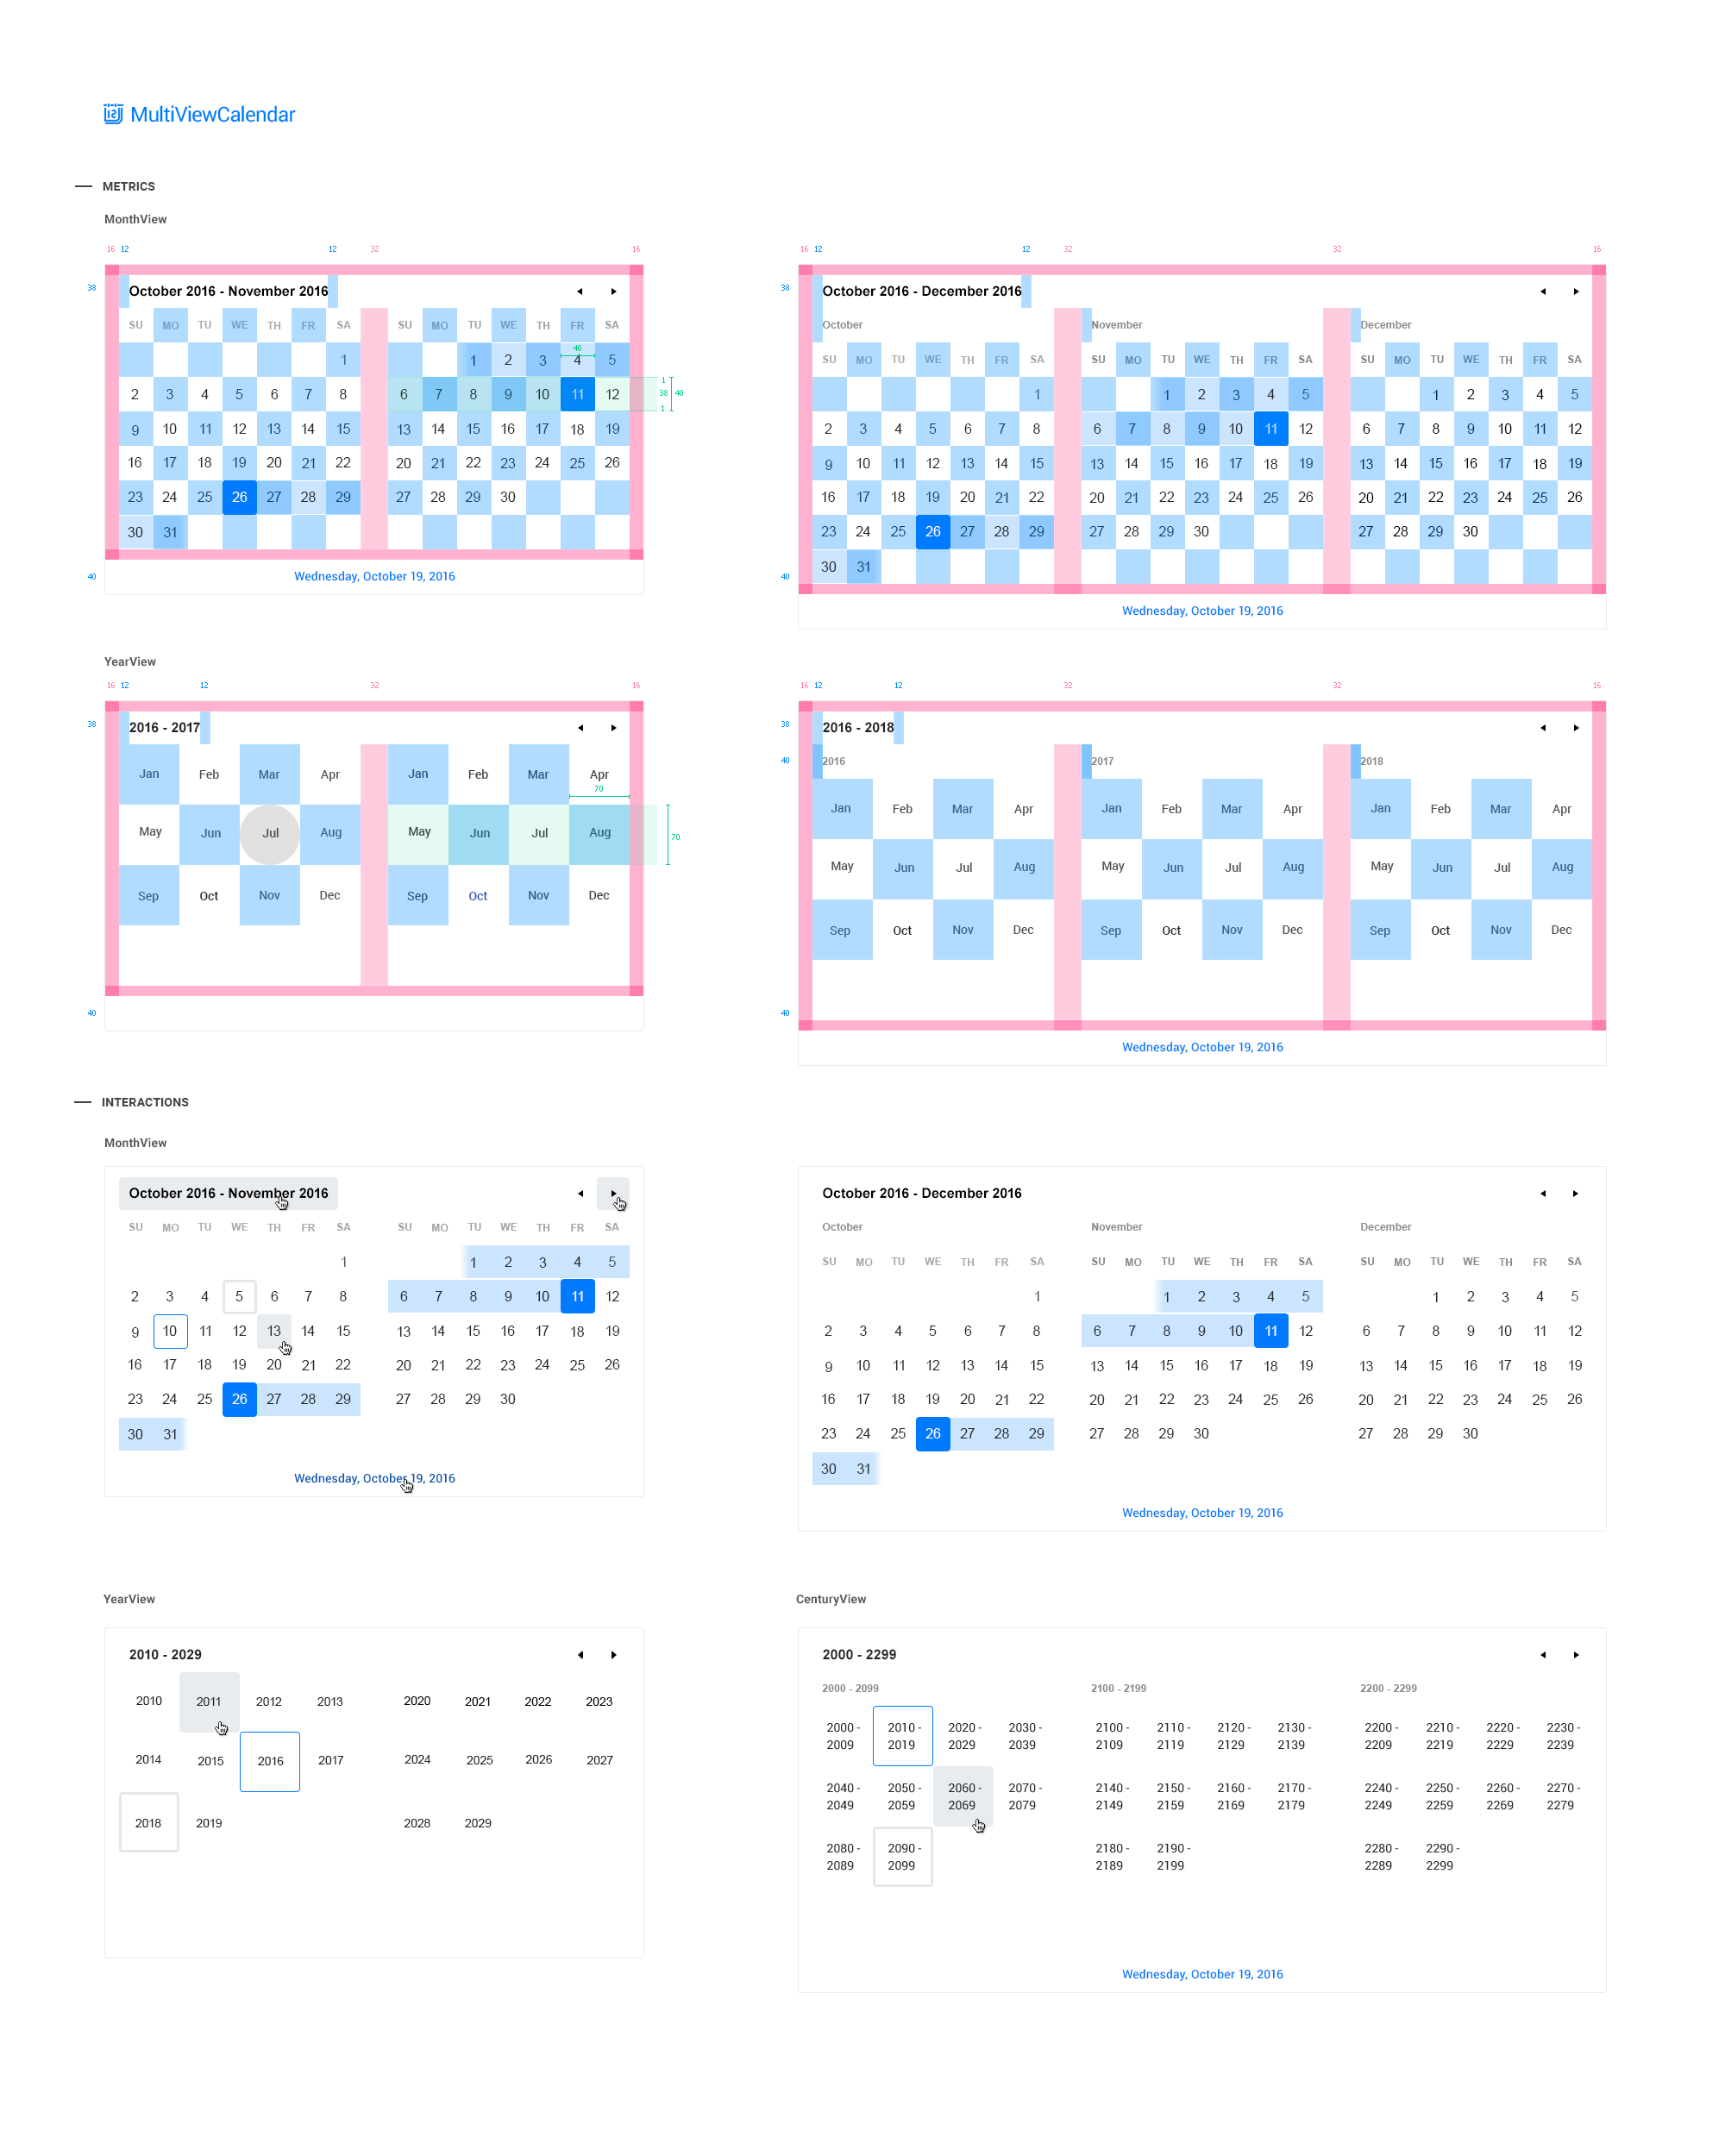 MultiViewCalendar
METRICS
MonthView
16 12 12 32 16
38
October 2016 - November 2016
SU MO TU WE TH FR SA SU MO TU WE TH FR SA
40
1 1 2 3 4 5
2 3 4 5 6 7 8 6 7 8 9 10 11 12
1
38 40
1
9 10 11 12 13 14 15 13 14 15 16 17 18 19
16 17 18 19 20 21 22 20 21 22 23 24 25 26
23 24 25 26 27 28 29 27 28 29 30
30 31
40
Wednesday, October 19, 2016
16 12 12 32 32 16
38
October 2016 - December 2016
October November December
SU MO TU WE TH FR SA SU MO TU WE TH FR SA SU MO TU WE TH FR SA
1 1 2 3 4 5 1 2 3 4 5
2 3 4 5 6 7 8 6 7 8 9 10 11 12 6 7 8 9 10 11 12
9 10 11 12 13 14 15 13 14 15 16 17 18 19 13 14 15 16 17 18 19
16 17 18 19 20 21 22 20 21 22 23 24 25 26 20 21 22 23 24 25 26
23 24 25 26 27 28 29 27 28 29 30 27 28 29 30
30 31
40
Wednesday, October 19, 2016
YearView
16 12 12 32 16
38
2016 - 2017
Jan Feb Mar Apr Jan Feb Mar Apr
70
May Jun Jul Aug May Jun Jul Aug
70
Sep Oct Nov Dec Sep Oct Nov Dec
40
16 12 12 32 32 16
38
2016 - 2018
40
2016 2017 2018
Jan Feb Mar Apr Jan Feb Mar Apr Jan Feb Mar Apr
May Jun Jul Aug May Jun Jul Aug May Jun Jul Aug
Sep Oct Nov Dec Sep Oct Nov Dec Sep Oct Nov Dec
40
Wednesday, October 19, 2016
INTERACTIONS
MonthView
October 2016 - November 2016
SU MO TU WE TH FR SA SU MO TU WE TH FR SA
1 1 2 3 4 5
2 3 4 5 6 7 8 6 7 8 9 10 11 12
9 10 11 12 13 14 15 13 14 15 16 17 18 19
16 17 18 19 20 21 22 20 21 22 23 24 25 26
23 24 25 26 27 28 29 27 28 29 30
30 31
Wednesday, October 19, 2016
October 2016 - December 2016
October November December
SU MO TU WE TH FR SA SU MO TU WE TH FR SA SU MO TU WE TH FR SA
1 1 2 3 4 5 1 2 3 4 5
2 3 4 5 6 7 8 6 7 8 9 10 11 12 6 7 8 9 10 11 12
9 10 11 12 13 14 15 13 14 15 16 17 18 19 13 14 15 16 17 18 19
16 17 18 19 20 21 22 20 21 22 23 24 25 26 20 21 22 23 24 25 26
23 24 25 26 27 28 29 27 28 29 30 27 28 29 30
30 31
Wednesday, October 19, 2016
YearView
2010 - 2029
2010 2011 2012 2013 2020 2021 2022 2023
2014 2015 2016 2017 2024 2025 2026 2027
2018 2019 2028 2029
CenturyView
2000 - 2299
2000 - 2099 2100 - 2199 2200 - 2299
2000 - 2010 - 2020 - 2030 - 2100 - 2110 - 2120 - 2130 - 2200 - 2210 - 2220 - 2230 -
2009 2019 2029 2039 2109 2119 2129 2139 2209 2219 2229 2239
2040 - 2050 - 2060 - 2070 - 2140 - 2150 - 2160 - 2170 - 2240 - 2250 - 2260 - 2270 -
2049 2059 2069 2079 2149 2159 2169 2179 2249 2259 2269 2279
2080 - 2090 - 2180 - 2190 - 2280 - 2290 -
2089 2099 2189 2199 2289 2299
Wednesday, October 19, 2016